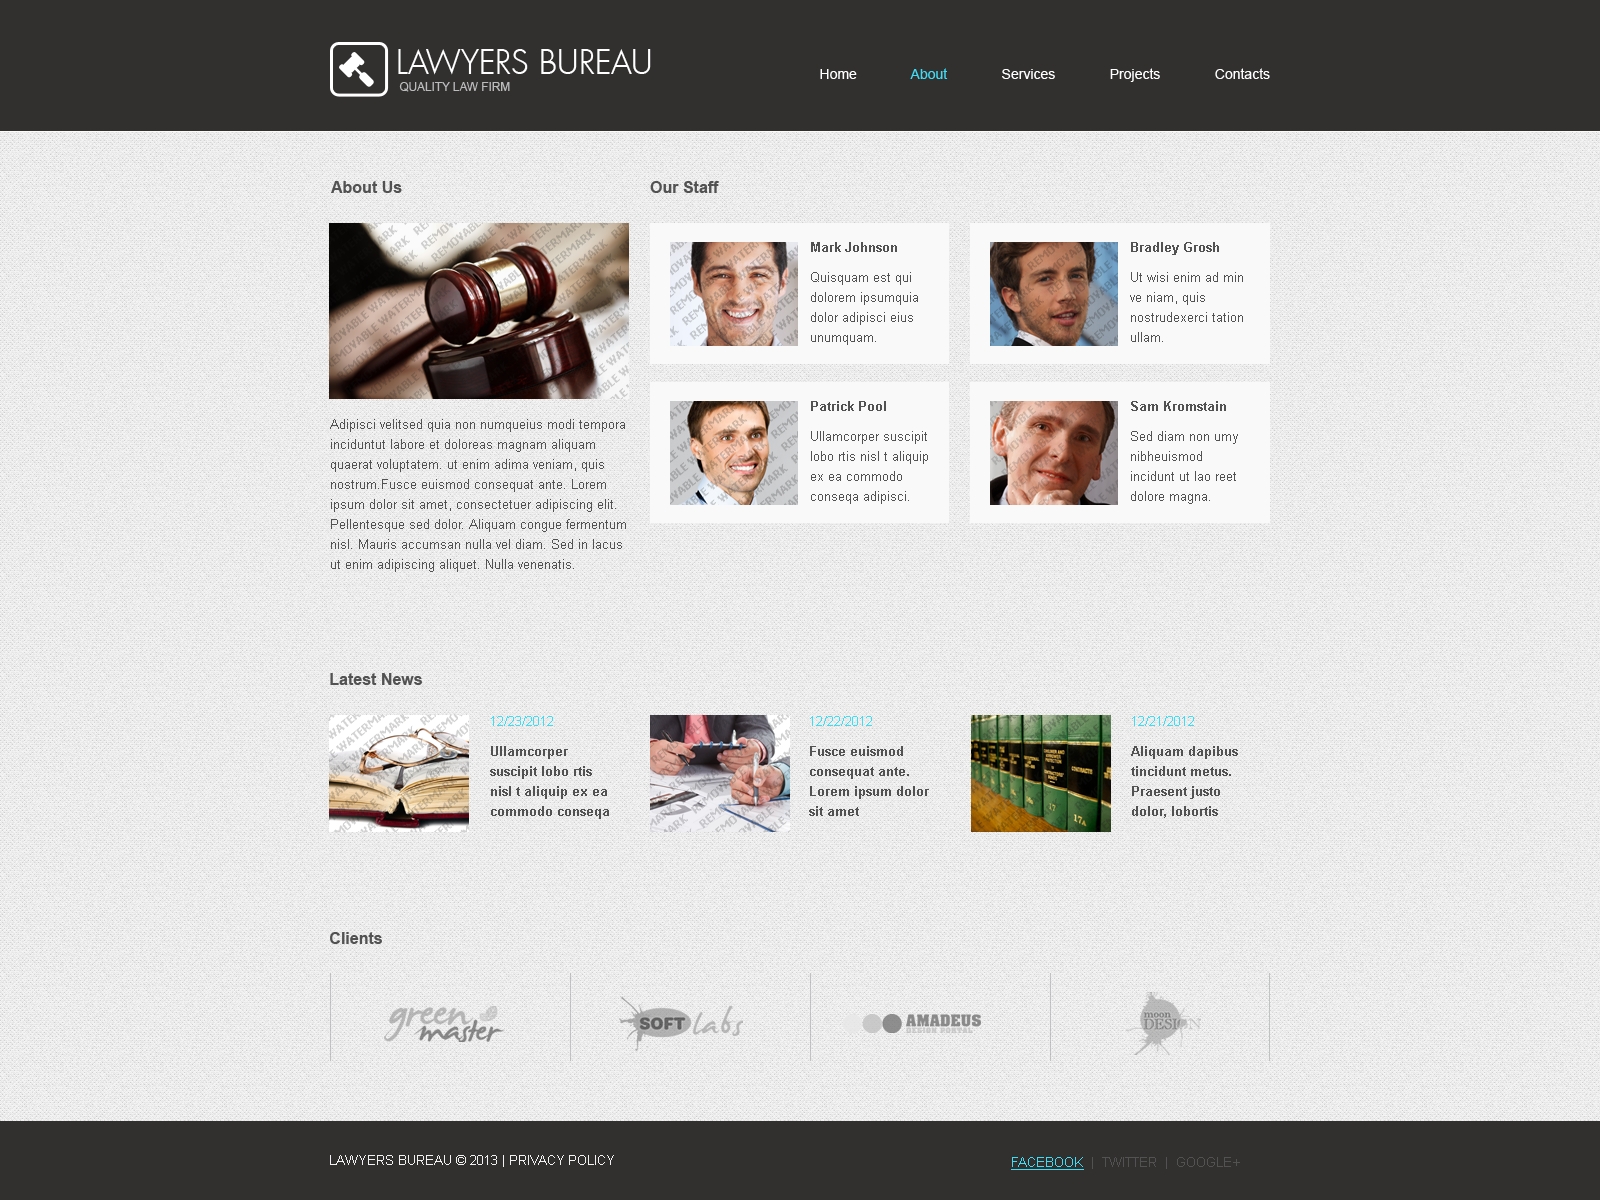 LAWYERS BUREAU
QUALITY LAW FIRM
Home
About
Services
Projects
Contacts
About Us
Our Staff
REMOVABLE WATERMARK
Mark Johnson
Quisquam est qui
dolorem ipsumquia
dolor adipisci eius
unumquam.
Bradley Grosh
Ut wisi enim ad min
ve niam, quis
nostrudexerci tation
ullam.
Patrick Pool
Ullamcorper suscipit
lobo rtis nisl t aliquip
ex ea commodo
conseqa adipisci.
Sam Kromstain
Sed diam non umy
nibheuismod
incidunt ut lao reet
dolore magna.
Adipisci velitsed quia non numqueius modi tempora
inciduntut labore et doloreas magnam aliquam
quaerat voluptatem. ut enim adima veniam, quis
nostrum.Fusce euismod consequat ante. Lorem
ipsum dolor sit amet, consectetuer adipiscing elit.
Pellentesque sed dolor. Aliquam congue fermentum
nisl. Mauris accumsan nulla vel diam. Sed in lacus
ut enim adipiscing aliquet. Nulla venenatis.
Latest News
12/23/2012
Ullamcorper
suscipit lobo rtis
nisl t aliquip ex ea
commodo conseqa
12/22/2012
Fusce euismod
consequat ante.
Lorem ipsum dolor
sit amet
CONTRACTS
17
17A
12/21/2012
Aliquam dapibus
tincidunt metus.
Praesent justo
dolor, lobortis
Clients
green
master
SOFT labs
AMADEUS
DESIGN PORTAL
moon
DESIGN
LAWYERS BUREAU © 2013 | PRIVACY POLICY
FACEBOOK | TWITTER | GOOGLE+